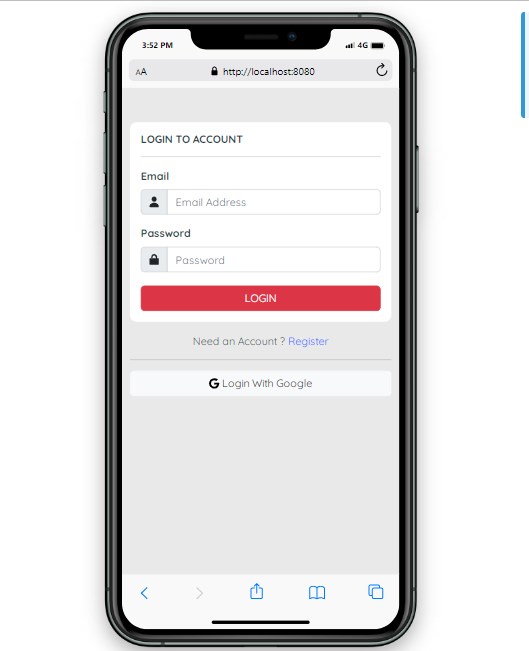 3:52 PM
4G
AA
http://localhost:8080
LOGIN TO ACCOUNT
Email
Email Address
Password
Password
LOGIN
Need an Account ? Register
G Login With Google